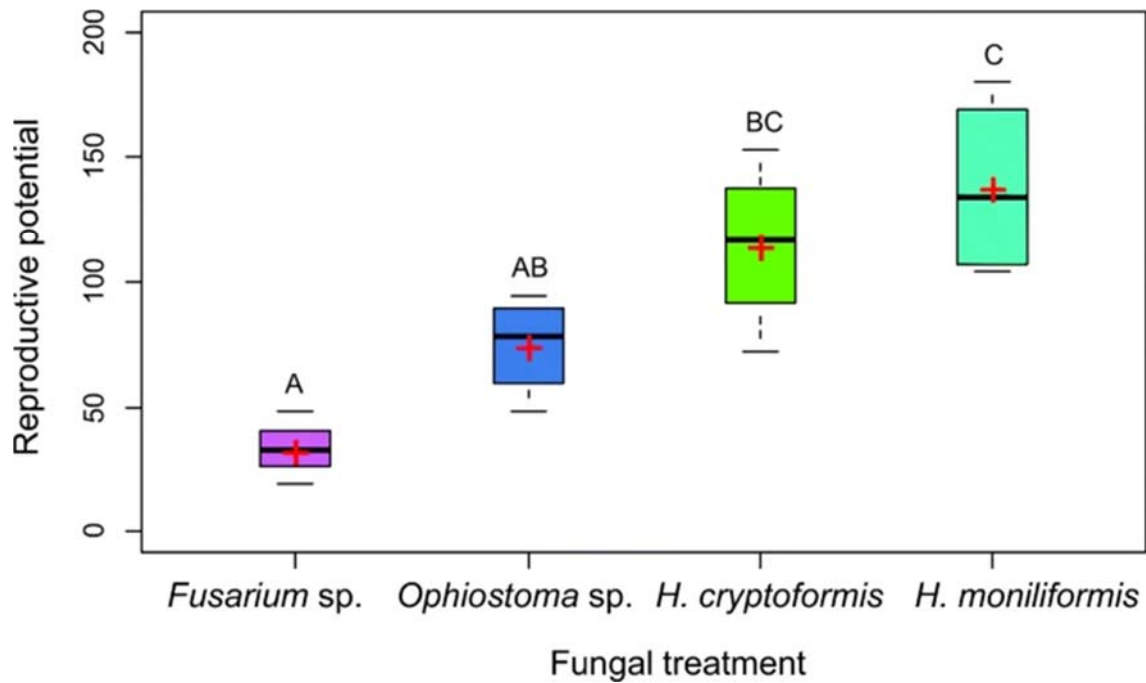 Reproductive potential
200
150
100
50
0
A
AB
BC
C
Fusarium sp.
Ophiostoma sp.
H. cryptoformis
H. moniliformis
Fungal treatment